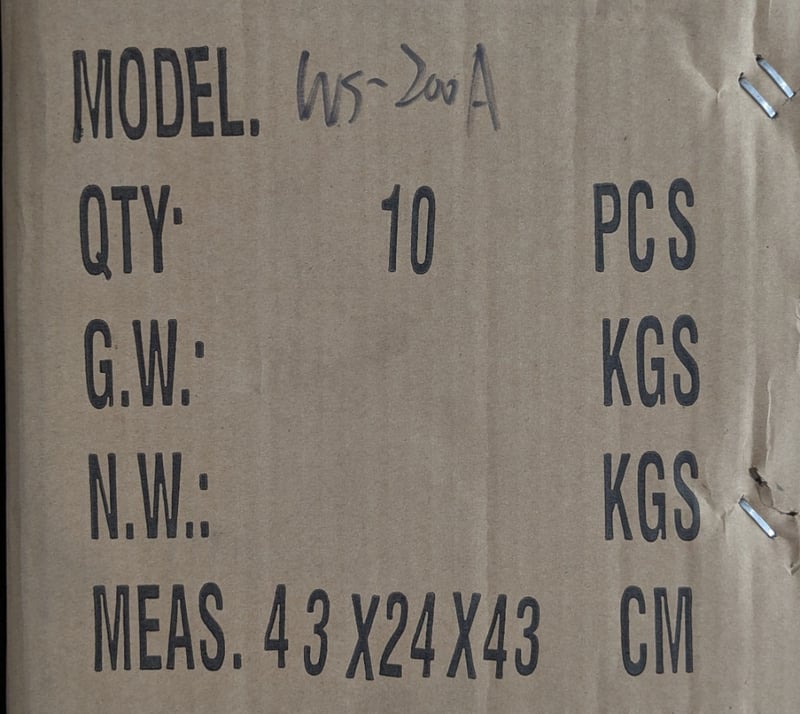 MODEL. WS-200A
QTY: 10 PCS
G.W.: KGS
N.W.: KGS
MEAS. 43X24X43 CM